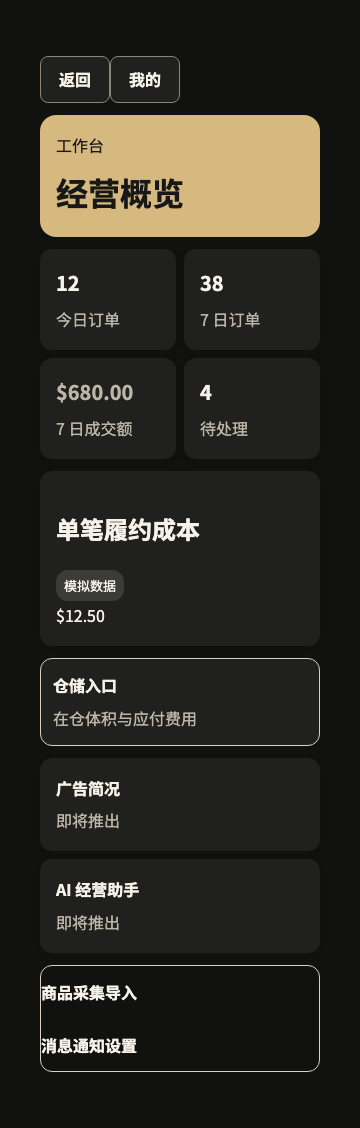 返回 我的
工作台
经营概览
12 38
今日订单 7 日订单
$680.00 4
7 日成交额 待处理
单笔履约成本
模拟数据
$12.50
仓储入口
在仓体积与应付费用
广告简况
即将推出
AI 经营助手
即将推出
商品采集导入
消息通知设置